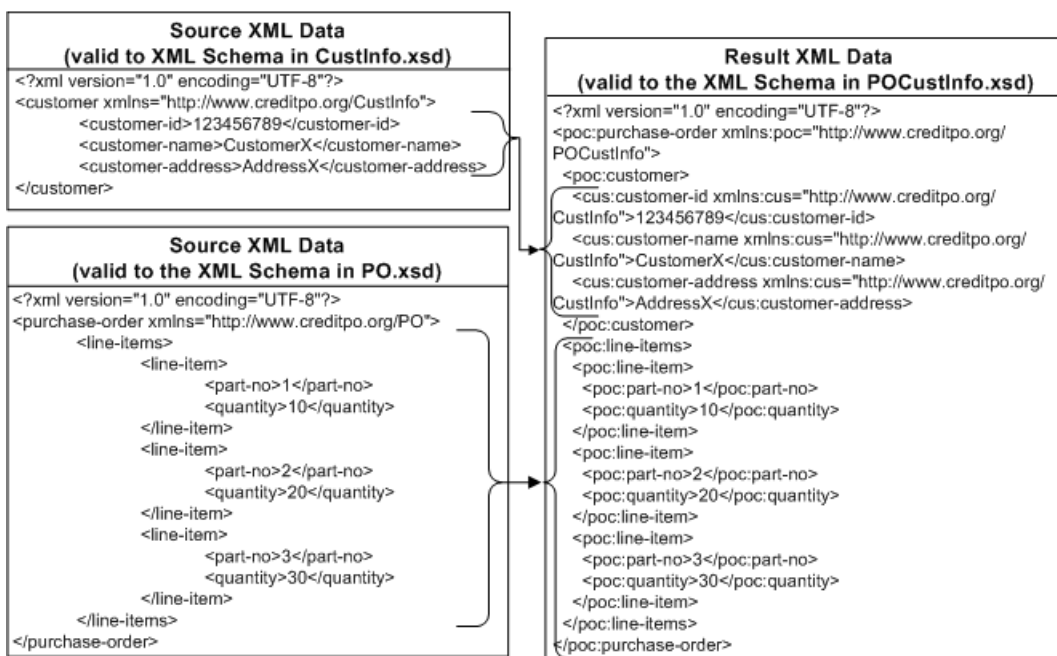 Source XML Data
(valid to XML Schema in CustInfo.xsd)
<?xml version="1.0" encoding="UTF-8"?>
<customer xmlns="http://www.creditpo.org/CustInfo">
<customer-id>123456789</customer-id>
<customer-name>CustomerX</customer-name>
<customer-address>AddressX</customer-address>
</customer>
Source XML Data
(valid to the XML Schema in PO.xsd)
<?xml version="1.0" encoding="UTF-8"?>
<purchase-order xmlns="http://www.creditpo.org/PO">
<line-items>
<line-item>
<part-no>1</part-no>
<quantity>10</quantity>
</line-item>
<line-item>
<part-no>2</part-no>
<quantity>20</quantity>
</line-item>
<line-item>
<part-no>3</part-no>
<quantity>30</quantity>
</line-item>
</line-items>
</purchase-order>
Result XML Data
(valid to the XML Schema in POCustInfo.xsd)
<?xml version="1.0" encoding="UTF-8"?>
<poc:purchase-order xmlns:poc="http://www.creditpo.org/
POCustInfo">
<poc:customer>
<cus:customer-id xmlns:cus="http://www.creditpo.org/
CustInfo">123456789</cus:customer-id>
<cus:customer-name xmlns:cus="http://www.creditpo.org/
CustInfo">CustomerX</cus:customer-name>
<cus:customer-address xmlns:cus="http://www.creditpo.org/
CustInfo">AddressX</cus:customer-address>
</poc:customer>
<poc:line-items>
<poc:line-item>
<poc:part-no>1</poc:part-no>
<poc:quantity>10</poc:quantity>
</poc:line-item>
<poc:line-item>
<poc:part-no>2</poc:part-no>
<poc:quantity>20</poc:quantity>
</poc:line-item>
<poc:line-item>
<poc:part-no>3</poc:part-no>
<poc:quantity>30</poc:quantity>
</poc:line-item>
</poc:line-items>
</poc:purchase-order>